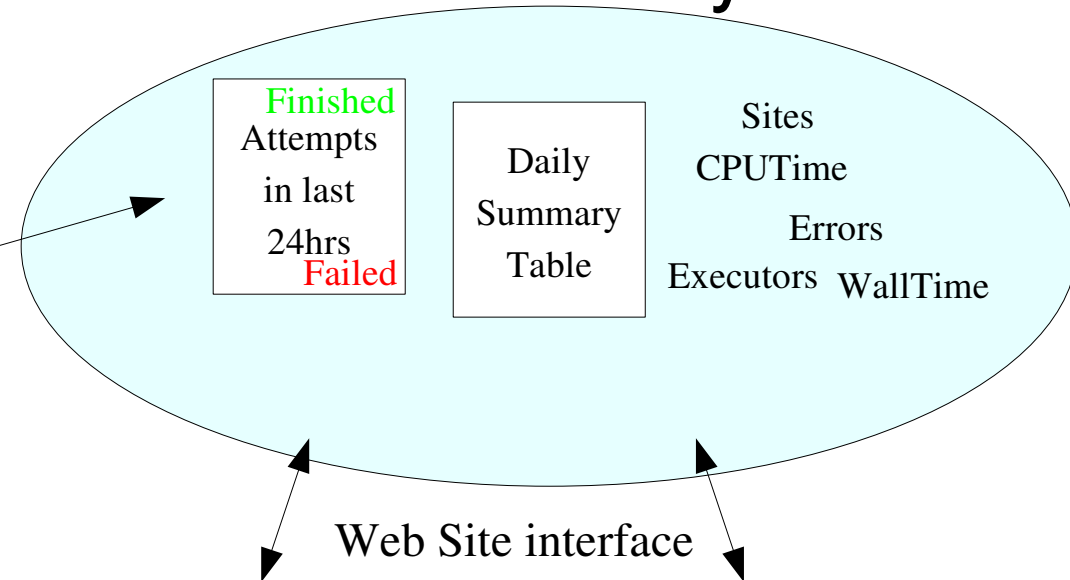 Finished
Attempts
in last
24hrs
Failed
Daily
Summary
Table
Sites
CPUTime
Errors
Executors
WallTime
Web Site interface